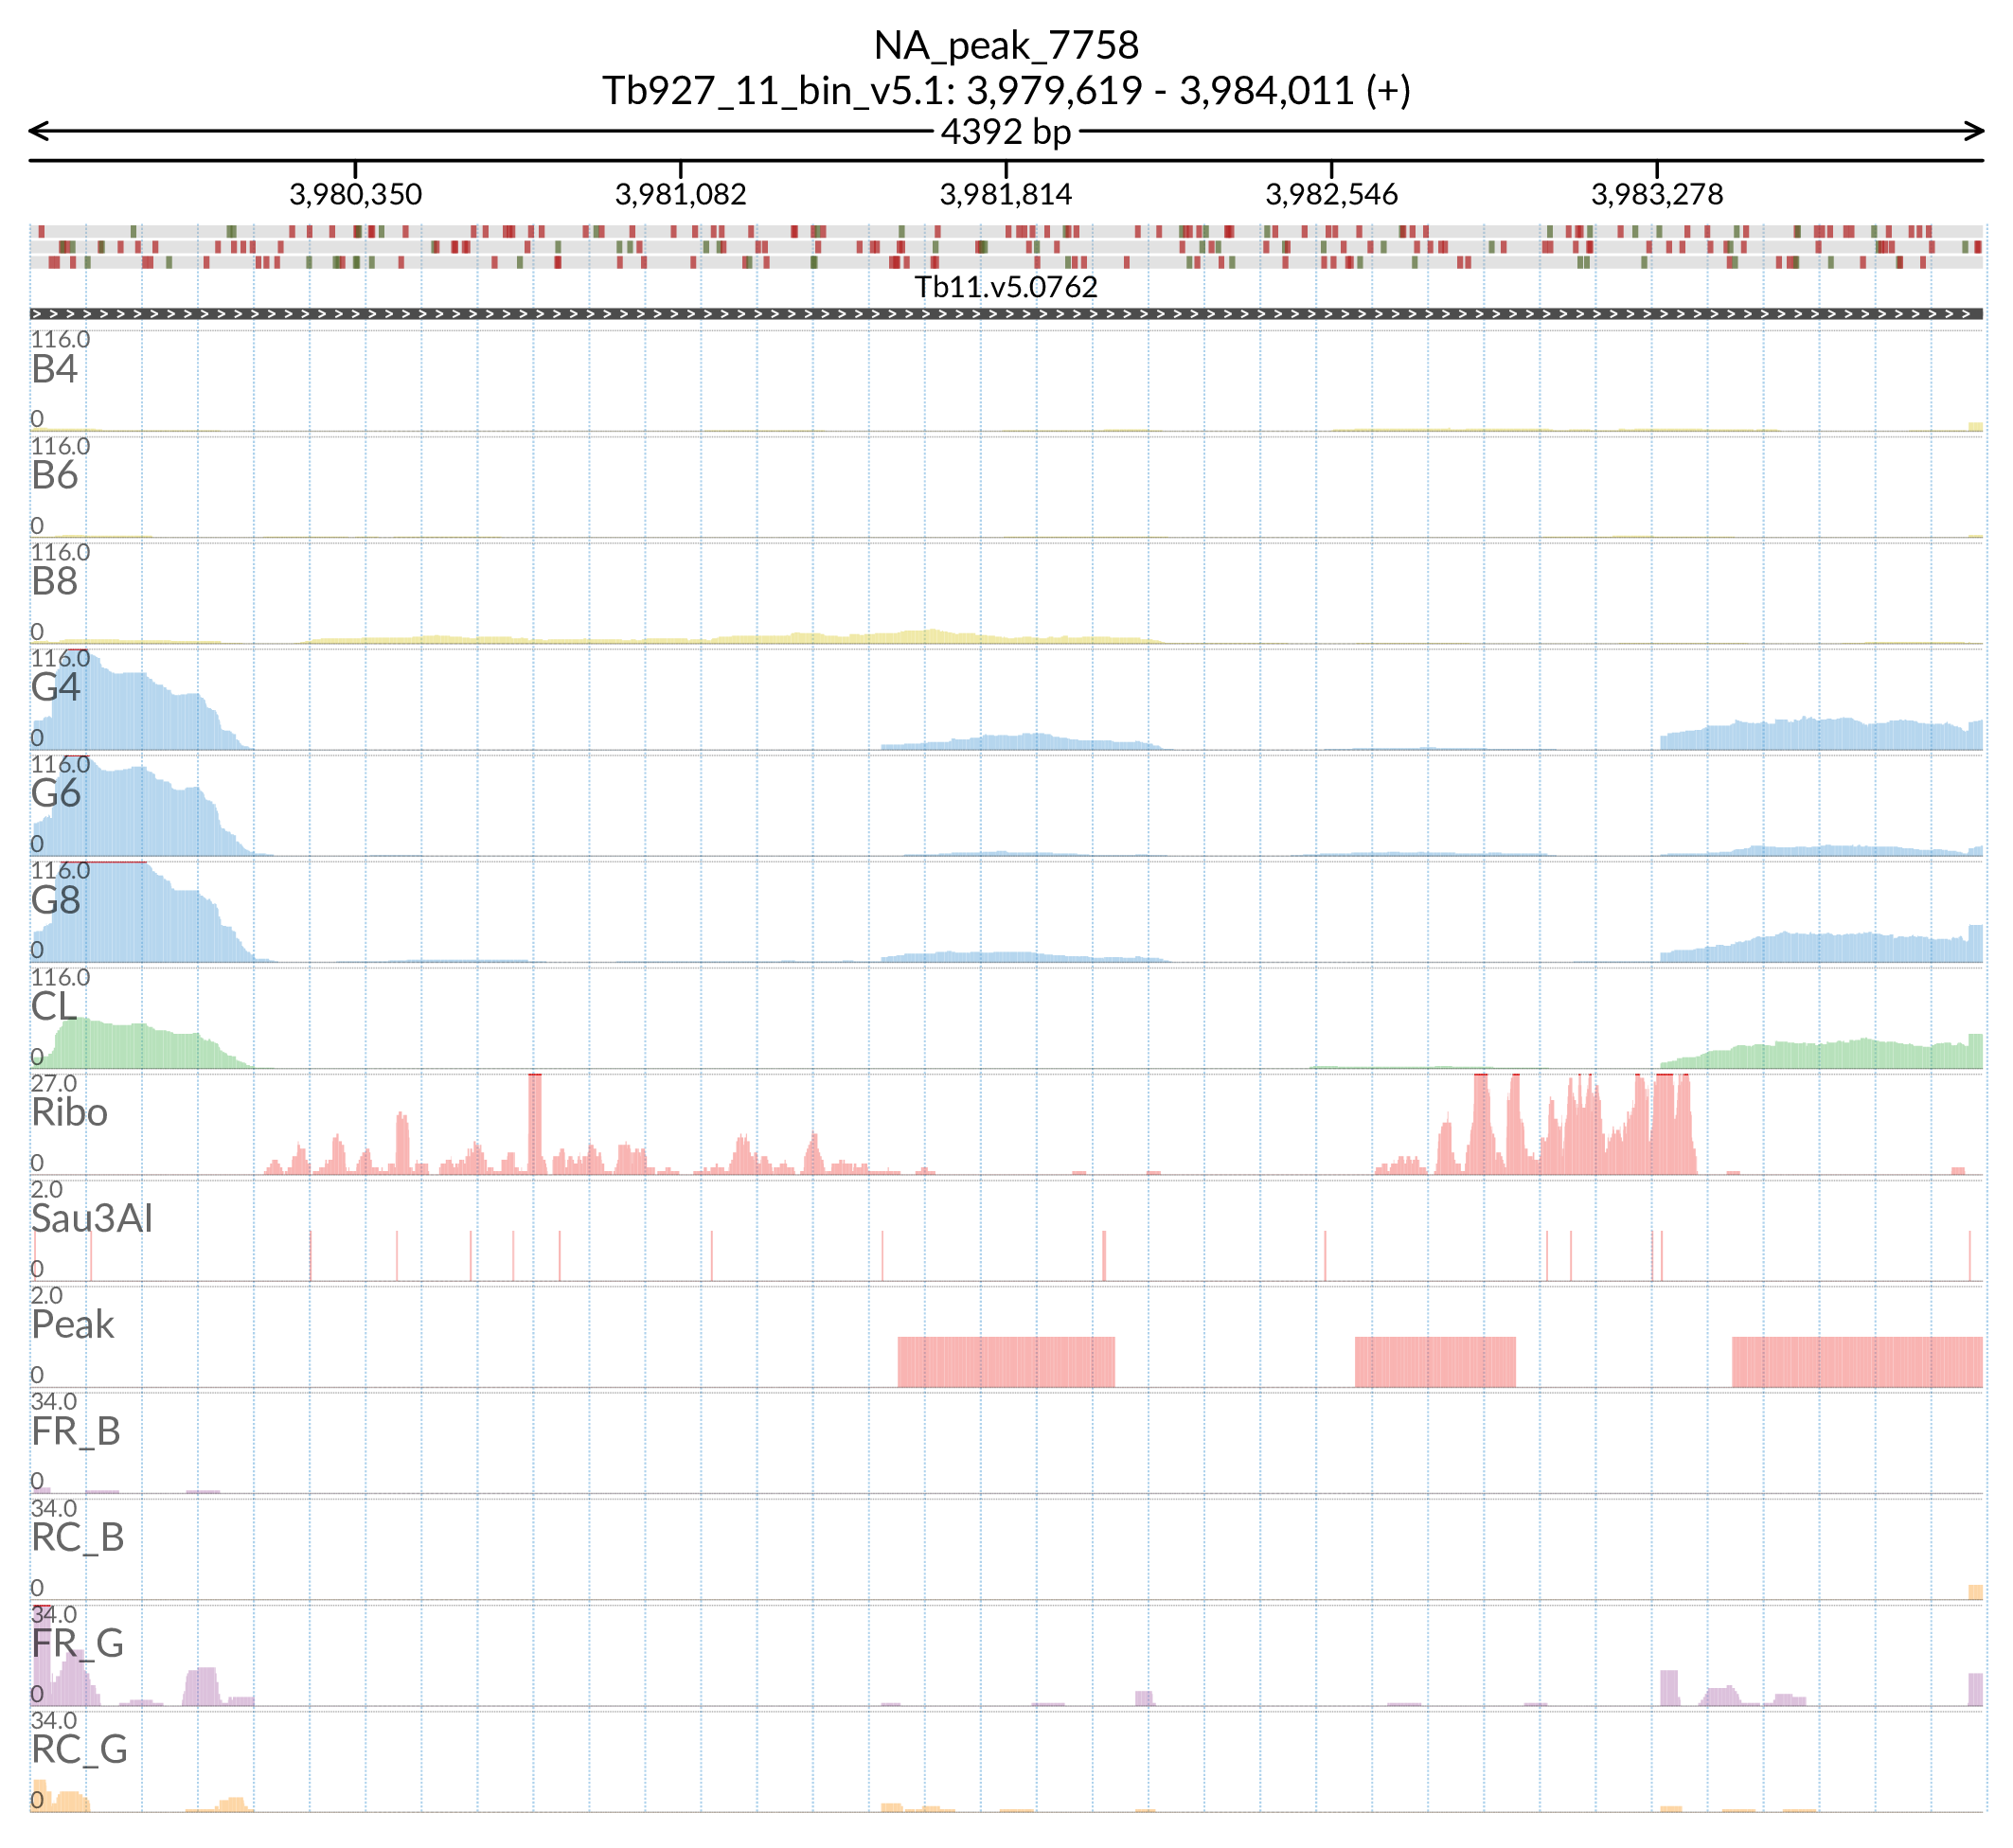 NA_peak_7758
Tb927_11_bin_v5.1: 3,979,619 - 3,984,011 (+)
4392 bp
3,980,350 3,981,082 3,981,814 3,982,546 3,983,278
Tb11.v5.0762
116.0
B4
0
116.0
B6
0
116.0
B8
0
116.0
G4
0
116.0
G6
0
116.0
G8
0
116.0
CL
0
27.0
Ribo
0
2.0
Sau3AI
0
2.0
Peak
0
34.0
FR_B
0
34.0
RC_B
0
34.0
FR_G
0
34.0
RC_G
0